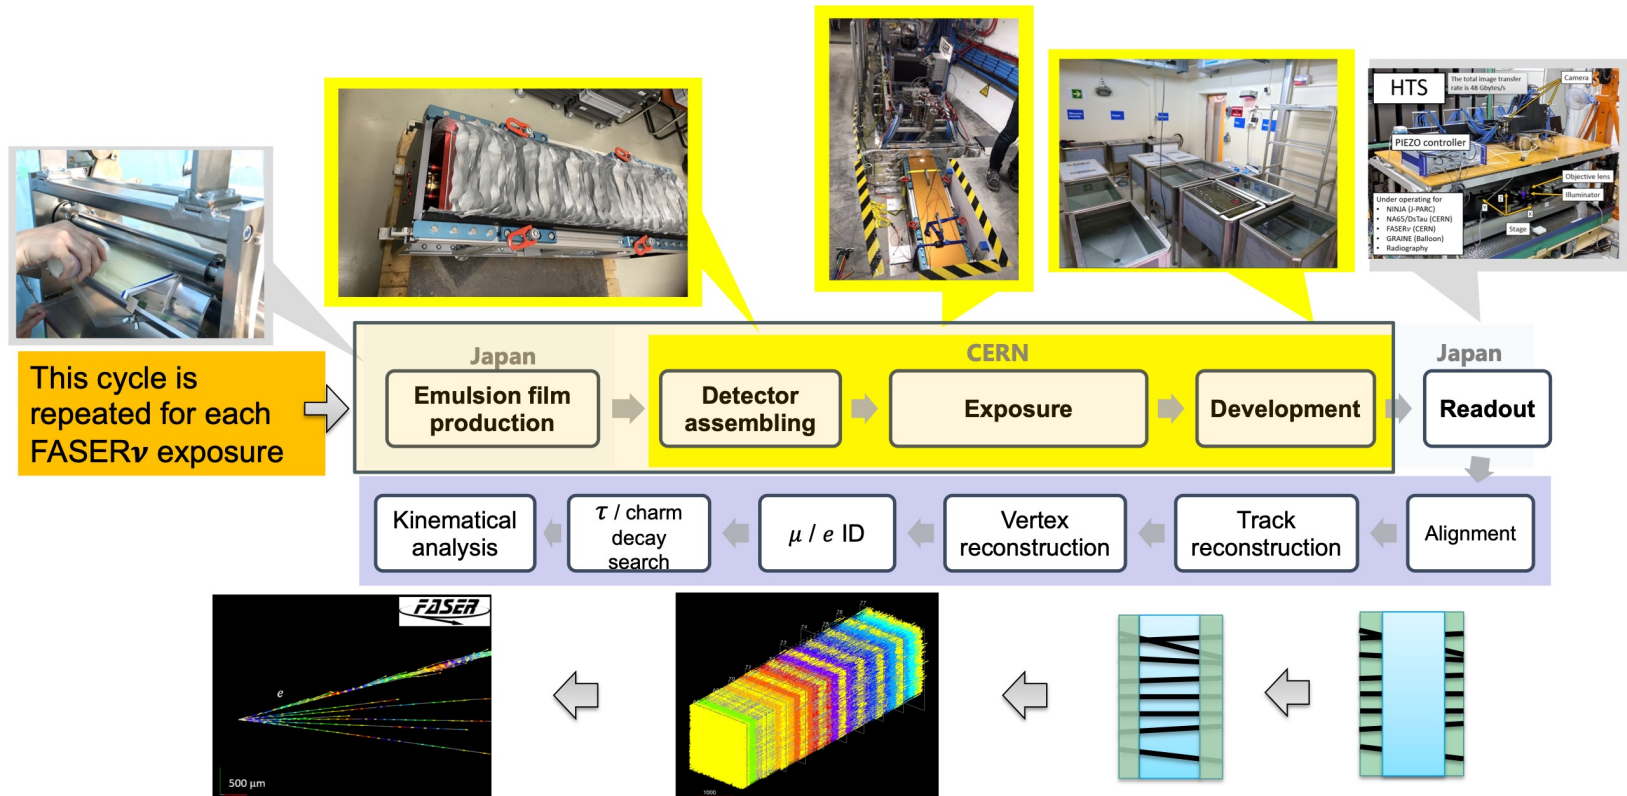 HTS
The total image transfer
rate is 48 Gbytes/s
Camera
PIEZO controller
Objective lens
Illuminator
Under operating for
• NINJA (J-PARC)
• NA65/DsTau (CERN)
• FASERν (CERN)
• GRAINE (Balloon)
• Radiography
Z
Y
X
Stage
This cycle is
repeated for each
FASERν exposure
Japan
CERN
Japan
Emulsion film
production
Detector
assembling
Exposure
Development
Readout
Kinematical
analysis
τ / charm
decay
search
μ / e ID
Vertex
reconstruction
Track
reconstruction
Alignment
FASER
e
500 μm
1000